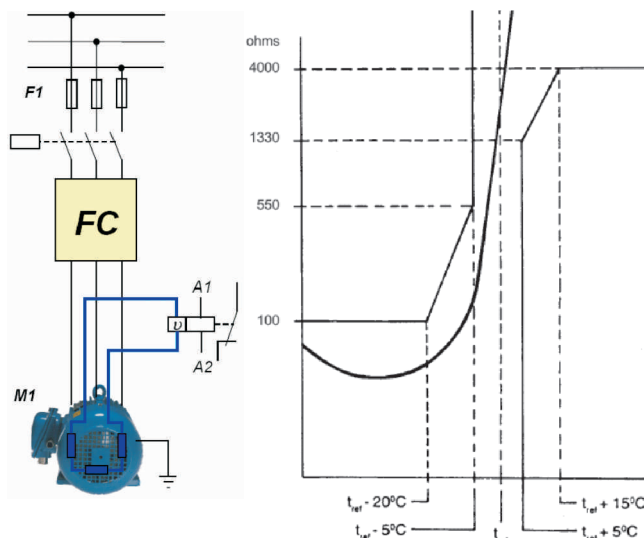 F1
FC
A1
υ
A2
M1
ohms
4000
1330
550
100
t_ref - 20ºC
t_ref + 15ºC
t_ref - 5ºC
t_ref + 5ºC